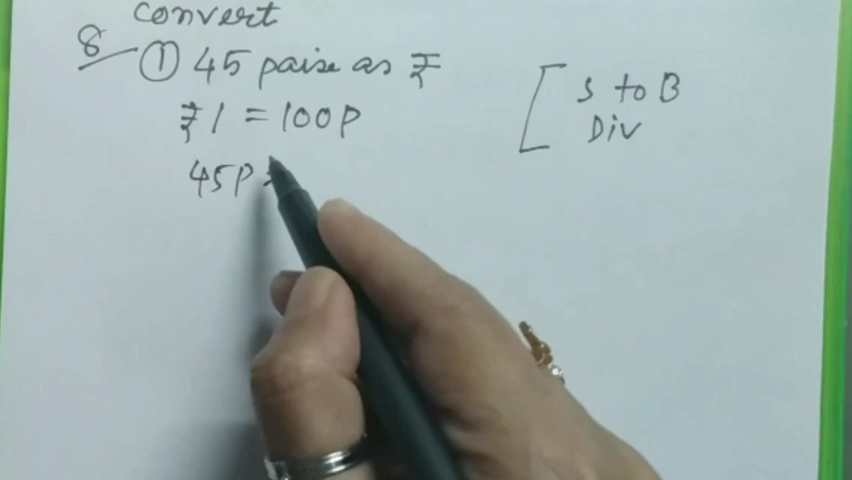 convert
8 ① 45 paise as ₹
₹1 = 100P
45P =
S to B
Div